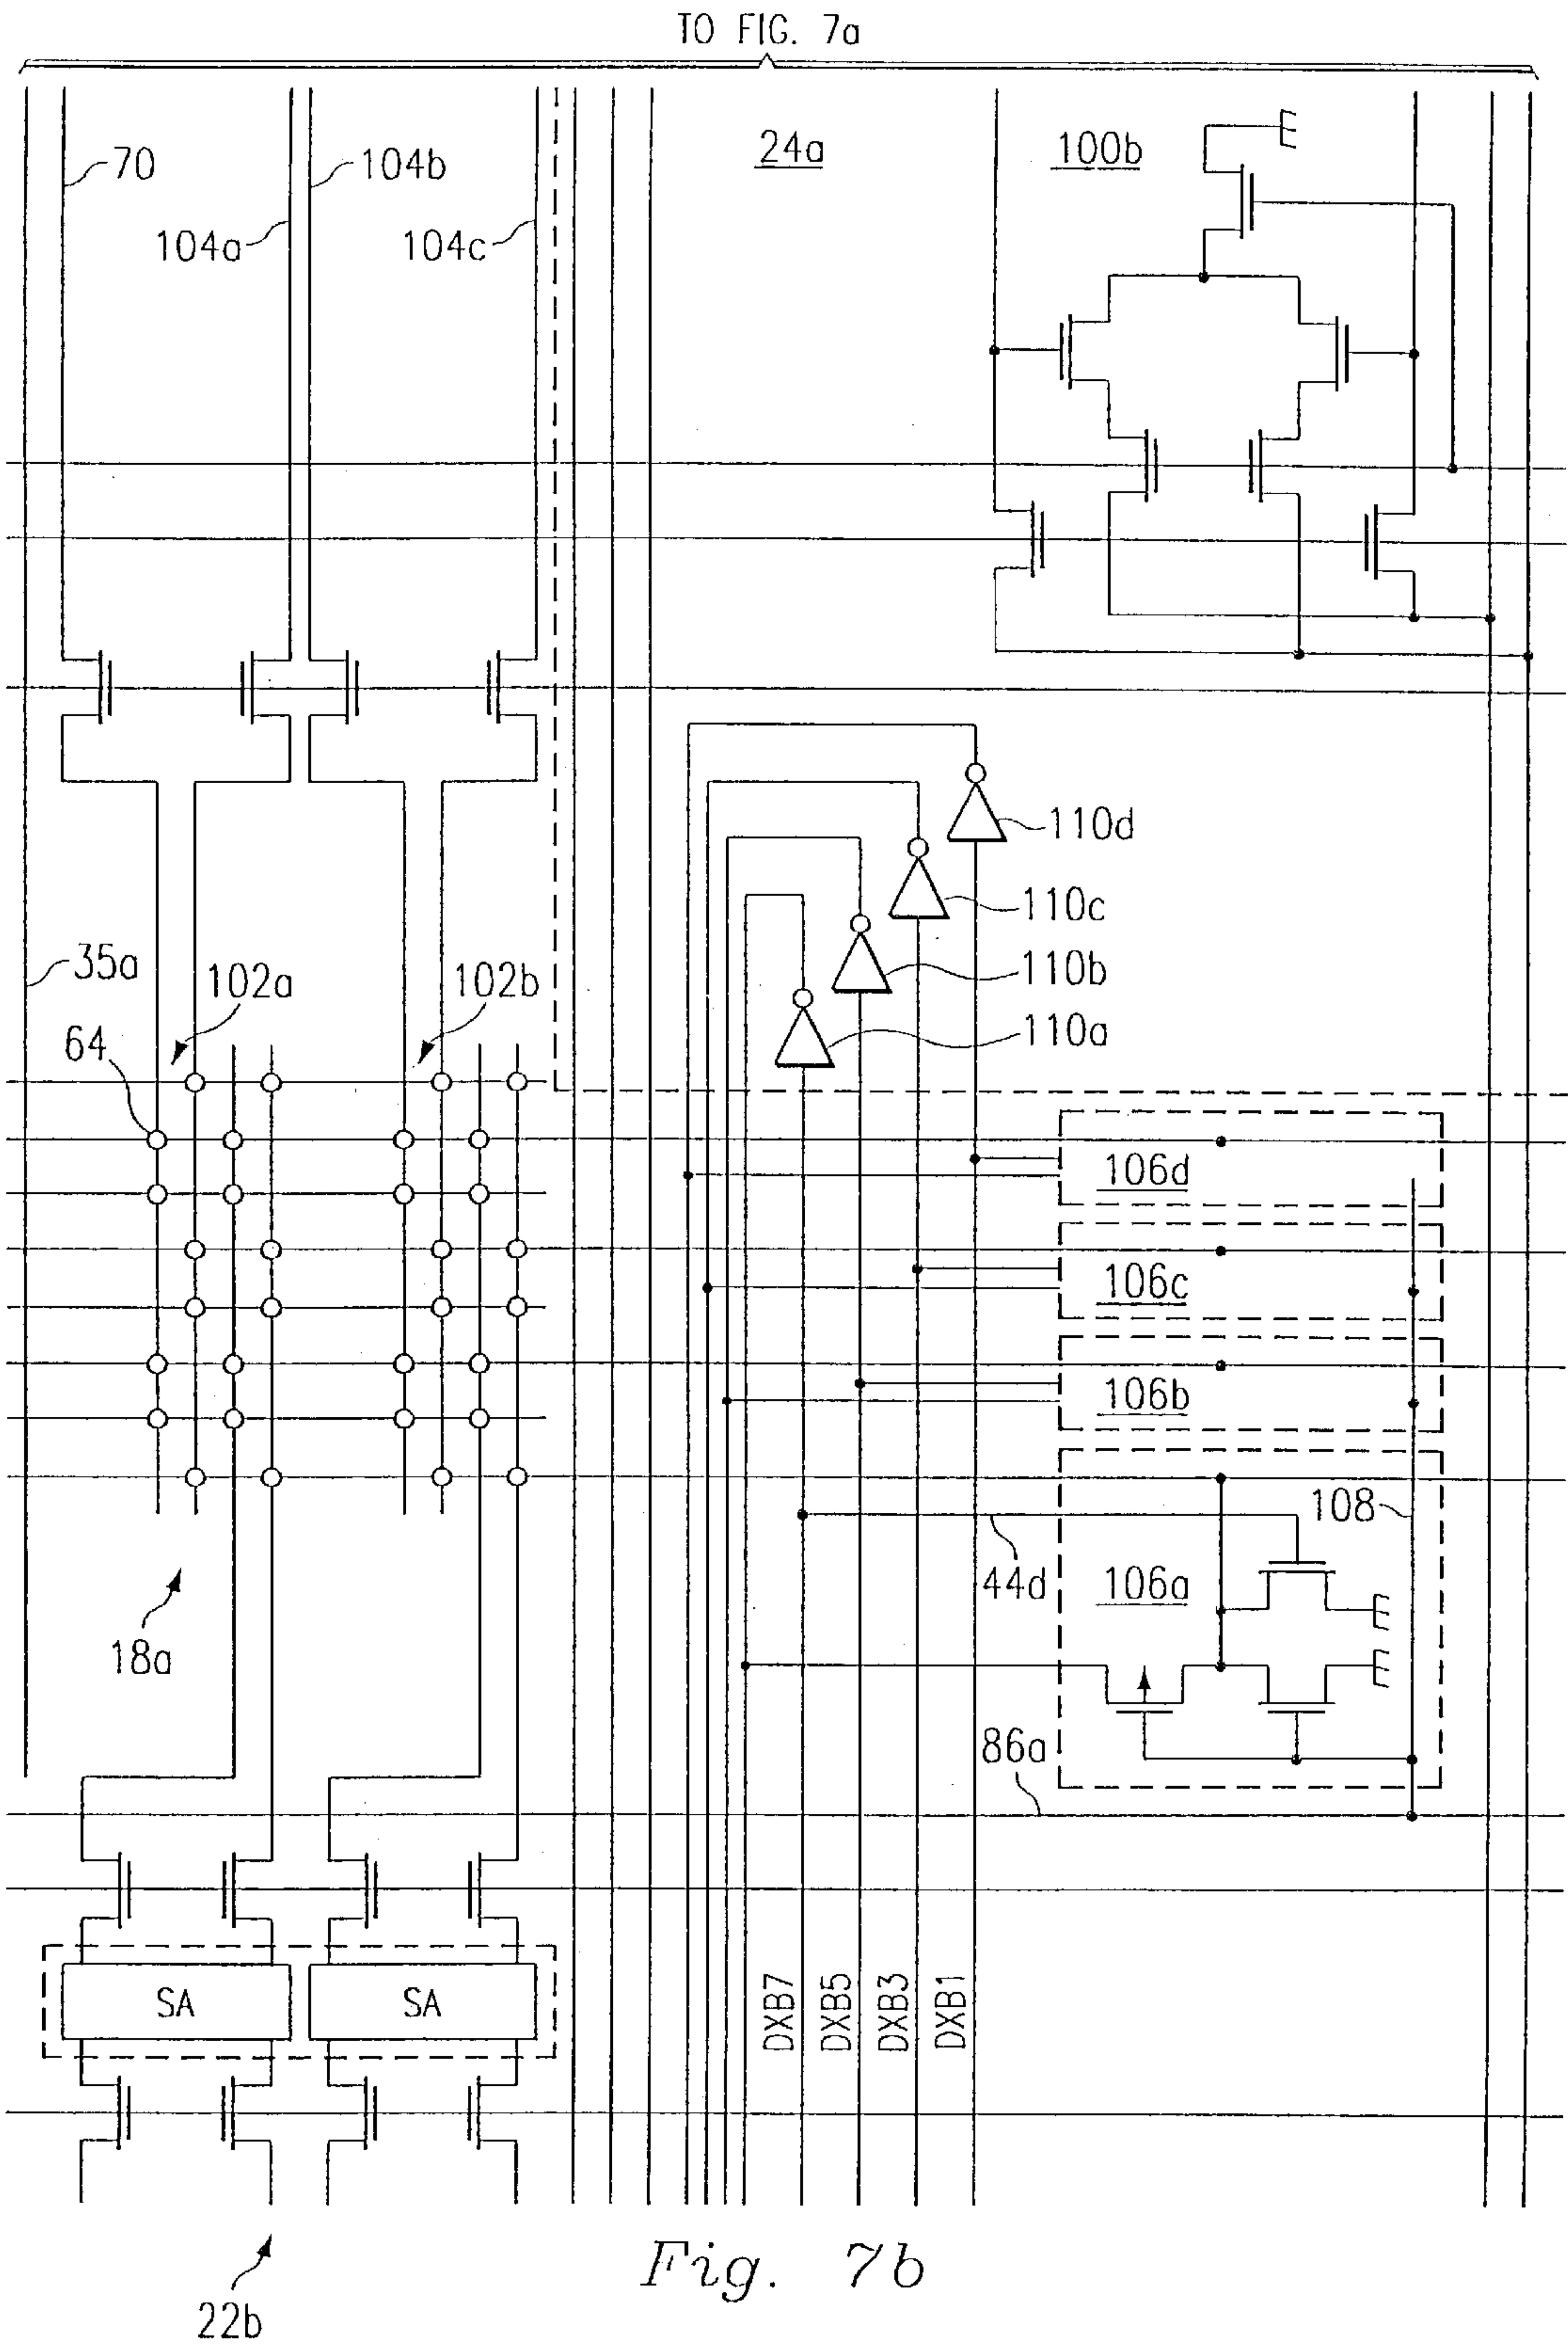 TO FIG. 7a
70
104b
24a
100b
104a
104c
110d
110c
35a
102a
102b
110b
110a
64
106d
106c
106b
108
44d
106a
18a
86a
SA
SA
DXB7
DXB5
DXB3
DXB1
Fig. 7b
22b